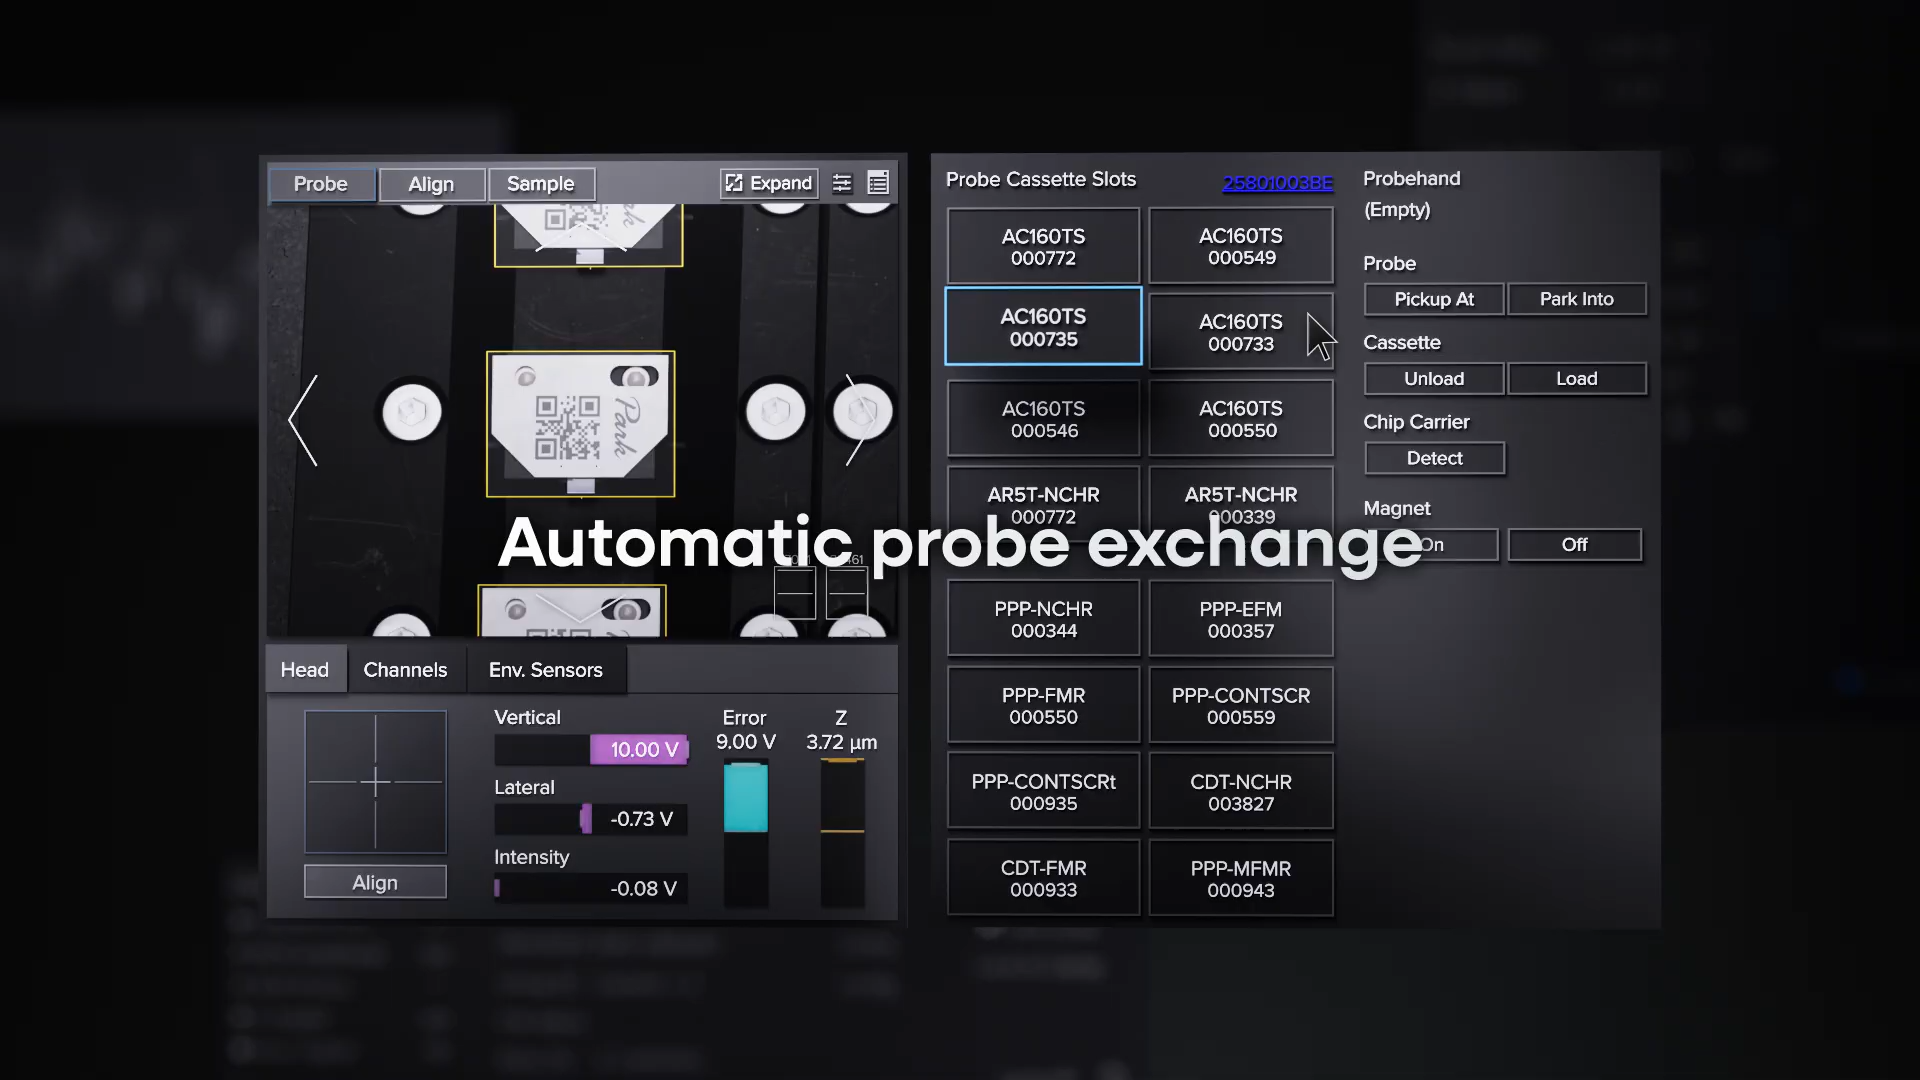 Probe
Align
Sample
Expand
Park
Head
Channels
Env. Sensors
Vertical
10.00 V
Lateral
-0.73 V
Intensity
-0.08 V
Error
9.00 V
Z
3.72 µm
Align
Probe Cassette Slots
25801003BE
AC160TS
000772
AC160TS
000549
AC160TS
000735
AC160TS
000733
AC160TS
000546
AC160TS
000550
AR5T-NCHR
000772
AR5T-NCHR
000339
PPP-NCHR
000344
PPP-EFM
000357
PPP-FMR
000550
PPP-CONTSCR
000559
PPP-CONTSCRt
000935
CDT-NCHR
003827
CDT-FMR
000933
PPP-MFMR
000943
Probehand
(Empty)
Probe
Pickup At
Park Into
Cassette
Unload
Load
Chip Carrier
Detect
Magnet
On
Off
Automatic probe exchange